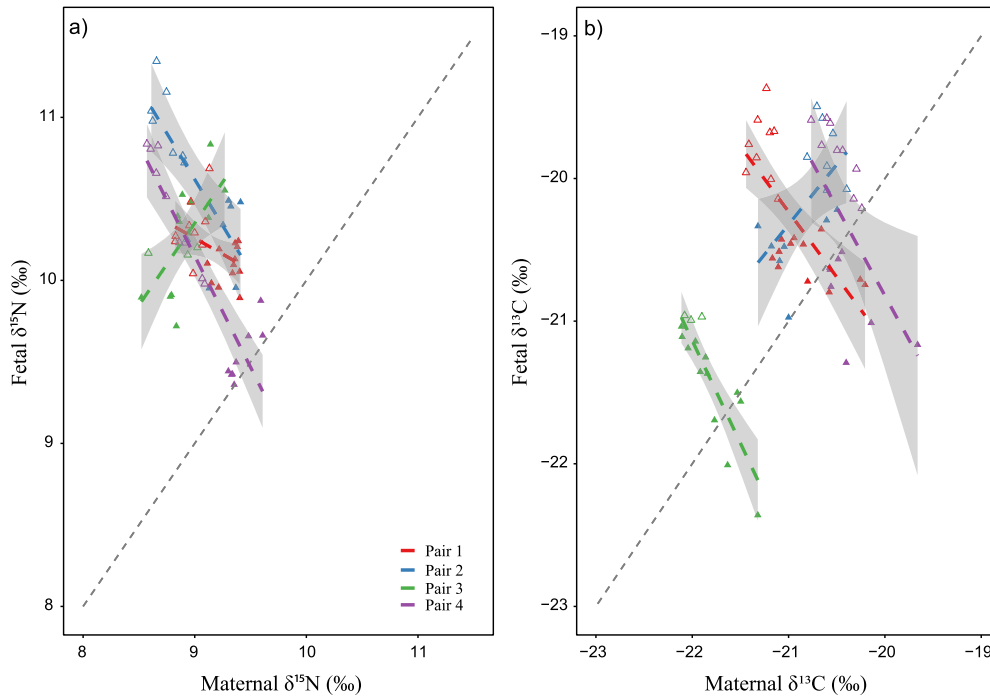 a)
Fetal δ¹⁵N (‰)
11
10
9
8
8
9
10
11
Maternal δ¹⁵N (‰)
Pair 1
Pair 2
Pair 3
Pair 4
b)
Fetal δ¹³C (‰)
−19
−20
−21
−22
−23
−23
−22
−21
−20
−19
Maternal δ¹³C (‰)